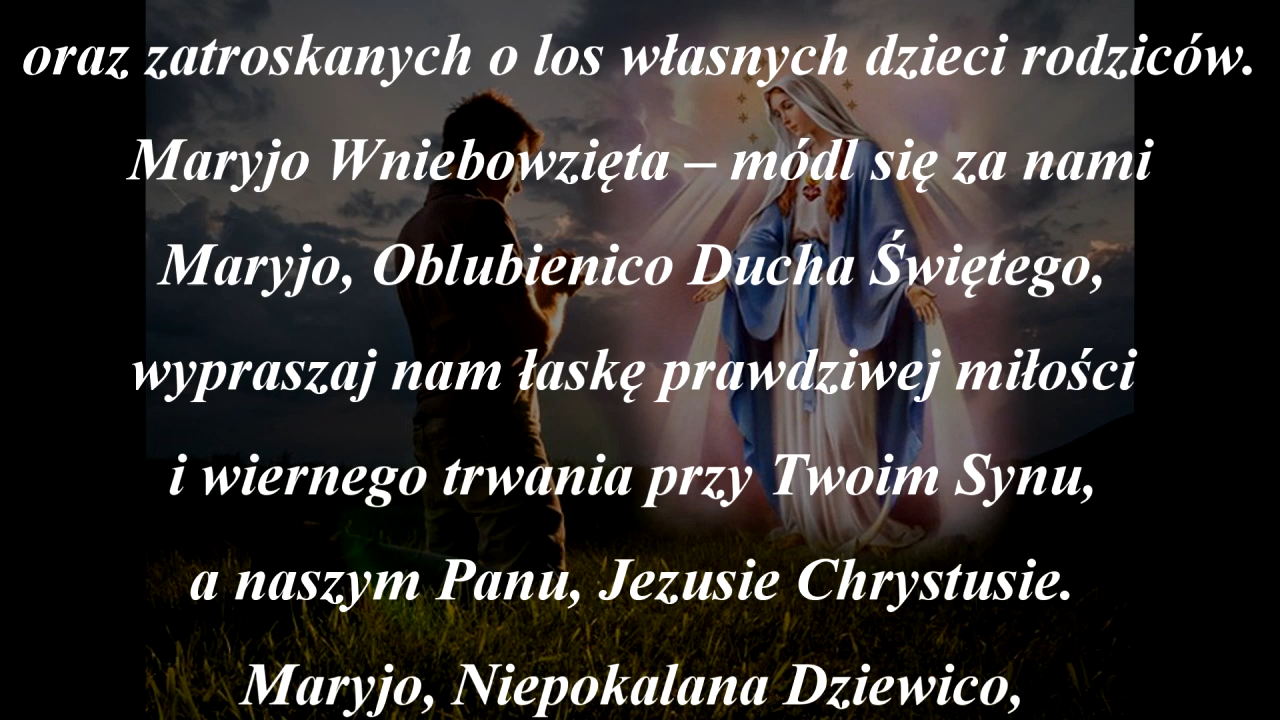 oraz zatroskanych o los własnych dzieci rodziców.
Maryjo Wniebowzięta – módl się za nami
Maryjo, Oblubienico Ducha Świętego,
wypraszaj nam łaskę prawdziwej miłości
i wiernego trwania przy Twoim Synu,
a naszym Panu, Jezusie Chrystusie.
Maryjo, Niepokalana Dziewico,